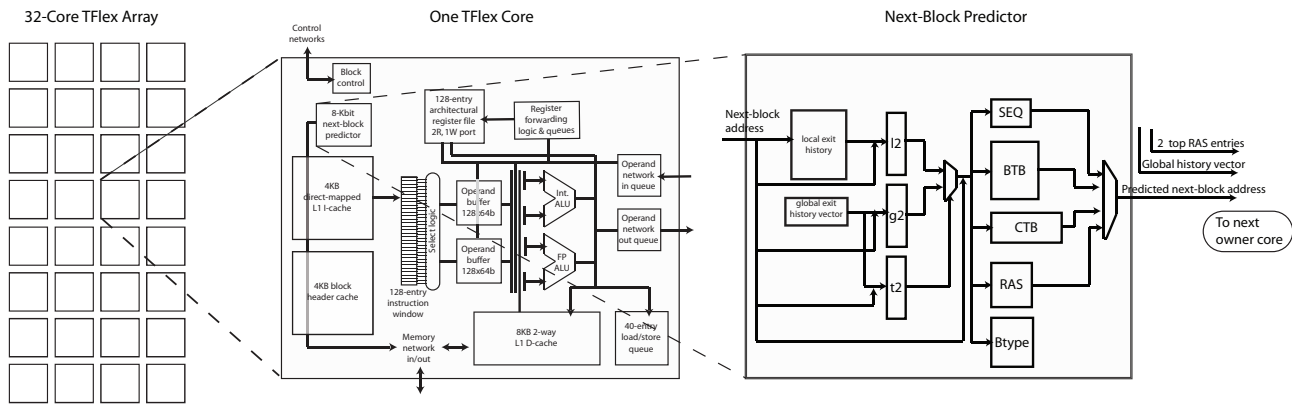 32-Core TFlex Array
One TFlex Core
Next-Block Predictor
Control
networks
Block
control
8-Kbit
next-block
predictor
128-entry
architectural
register file
2R, 1W port
Register
forwarding
logic & queues
4KB
direct-mapped
L1 I-cache
Select logic
Operand
buffer
128x64b
Operand
buffer
128x64b
Int.
ALU
FP
ALU
Operand
network
in queue
Operand
network
out queue
4KB block
header cache
128-entry
instruction
window
Memory
network
in/out
8KB 2-way
L1 D-cache
40-entry
load/store
queue
Next-block
address
local exit
history
global exit
history vector
l2
g2
t2
SEQ
BTB
CTB
RAS
Btype
2 top RAS entries
Global history vector
Predicted next-block address
To next
owner core